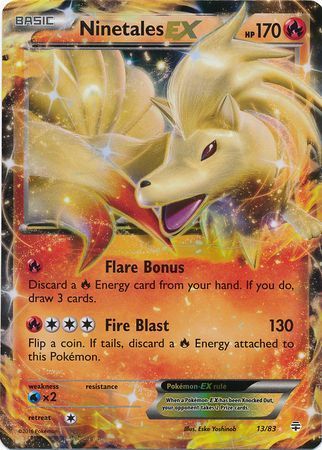 BASIC
Ninetales EX HP170
Flare Bonus
Discard a Energy card from your hand. If you do,
draw 3 cards.
Fire Blast 130
Flip a coin. If tails, discard a Energy attached to
this Pokémon.
weakness resistance
×2
retreat
Pokémon-EX rule
When a Pokémon-EX has been Knocked Out,
your opponent takes 2 Prize cards.
©2016 Pokémon
Illus. Eske Yoshinob
13/83